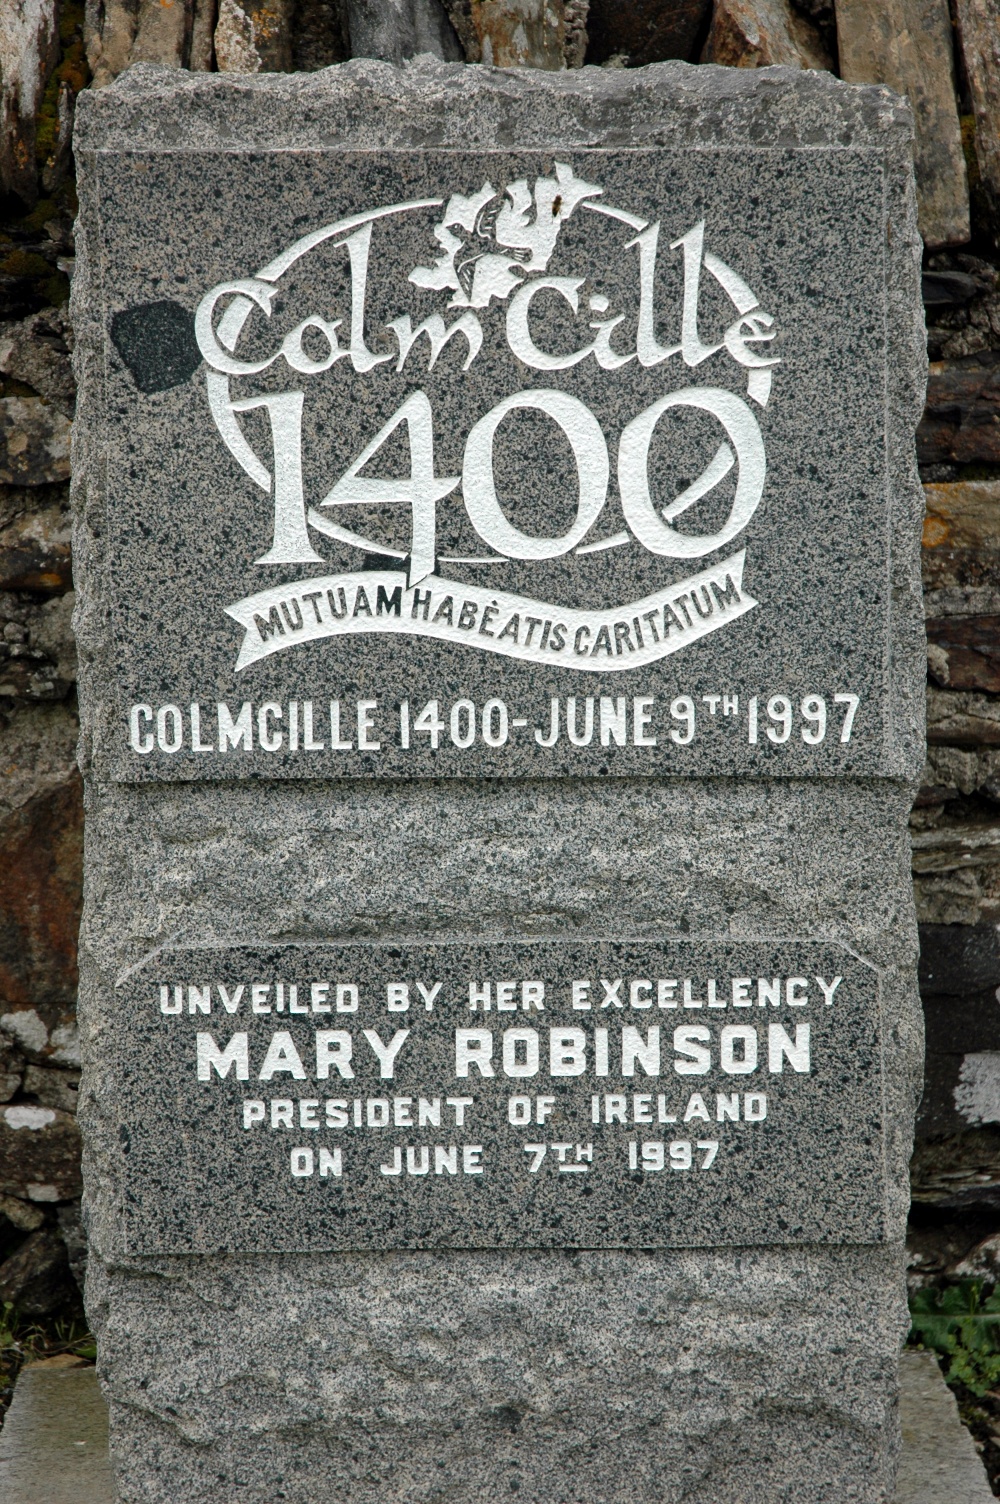 Colm Cille
1400
MUTUAM HABÈATIS CARITATUM
COLMCILLE 1400- JUNE 9TH 1997
UNVEILED BY HER EXCELLENCY
MARY ROBINSON
PRESIDENT OF IRELAND
ON JUNE 7TH 1997